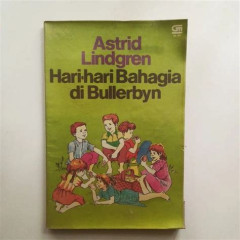 Astrid
Lindgren
Hari-hari Bahagia
di Bullerbyn